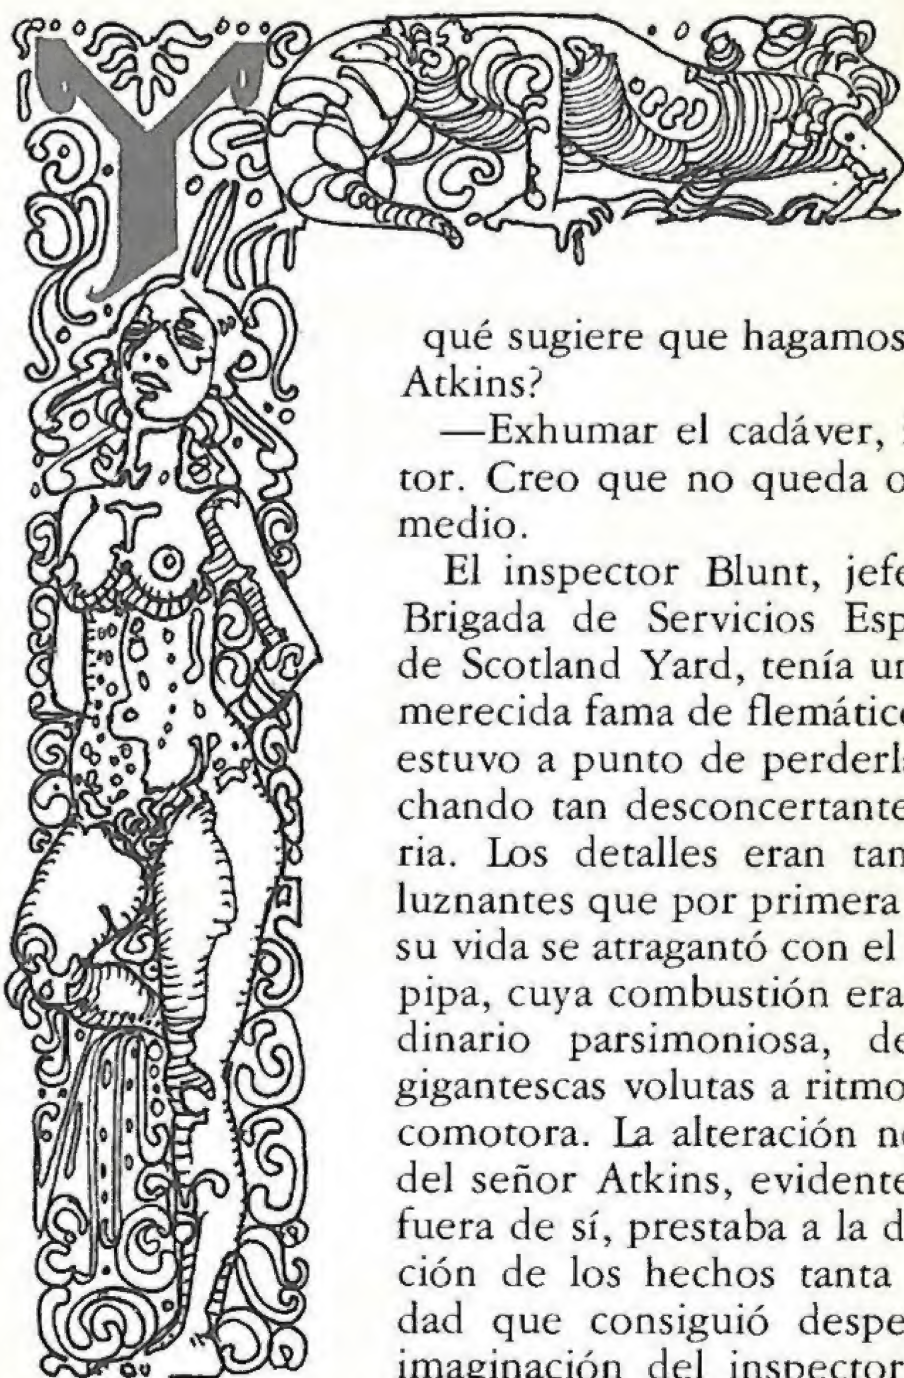 Y
qué sugiere que hagamos
Atkins?
—Exhumar el cadáver,
tor. Creo que no queda o
medio.
El inspector Blunt, jefe
Brigada de Servicios Esp
de Scotland Yard, tenía un
merecida fama de flemático
estuvo a punto de perderla
chando tan desconcertante
ria. Los detalles eran tan
luznantes que por primera
su vida se atragantó con el
pipa, cuya combustión era
dinario parsimoniosa, de
gigantescas volutas a ritmo
comotora. La alteración ne
del señor Atkins, evidente
fuera de sí, prestaba a la d
ción de los hechos tanta
dad que consiguió despe
imaginación del inspector